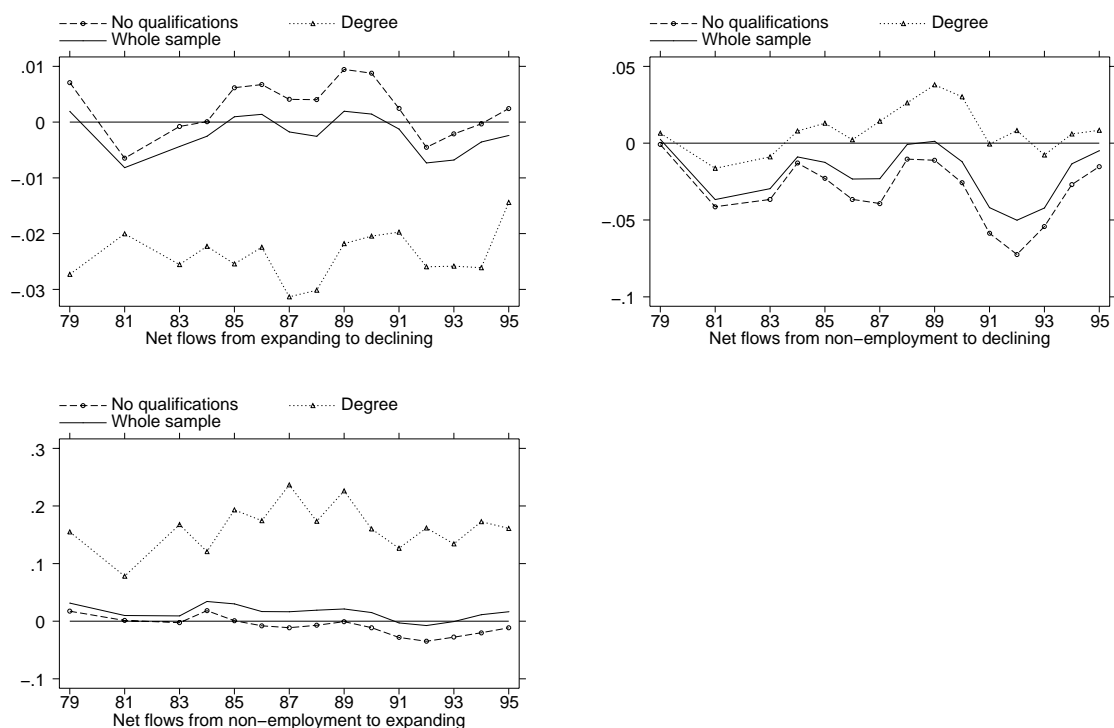 No qualifications Degree
Whole sample
.01
0
−.01
−.02
−.03
79 81 83 85 87 89 91 93 95
Net flows from expanding to declining
No qualifications Degree
Whole sample
.05
0
−.05
−.1
79 81 83 85 87 89 91 93 95
Net flows from non−employment to declining
No qualifications Degree
Whole sample
.3
.2
.1
0
−.1
79 81 83 85 87 89 91 93 95
Net flows from non−employment to expanding